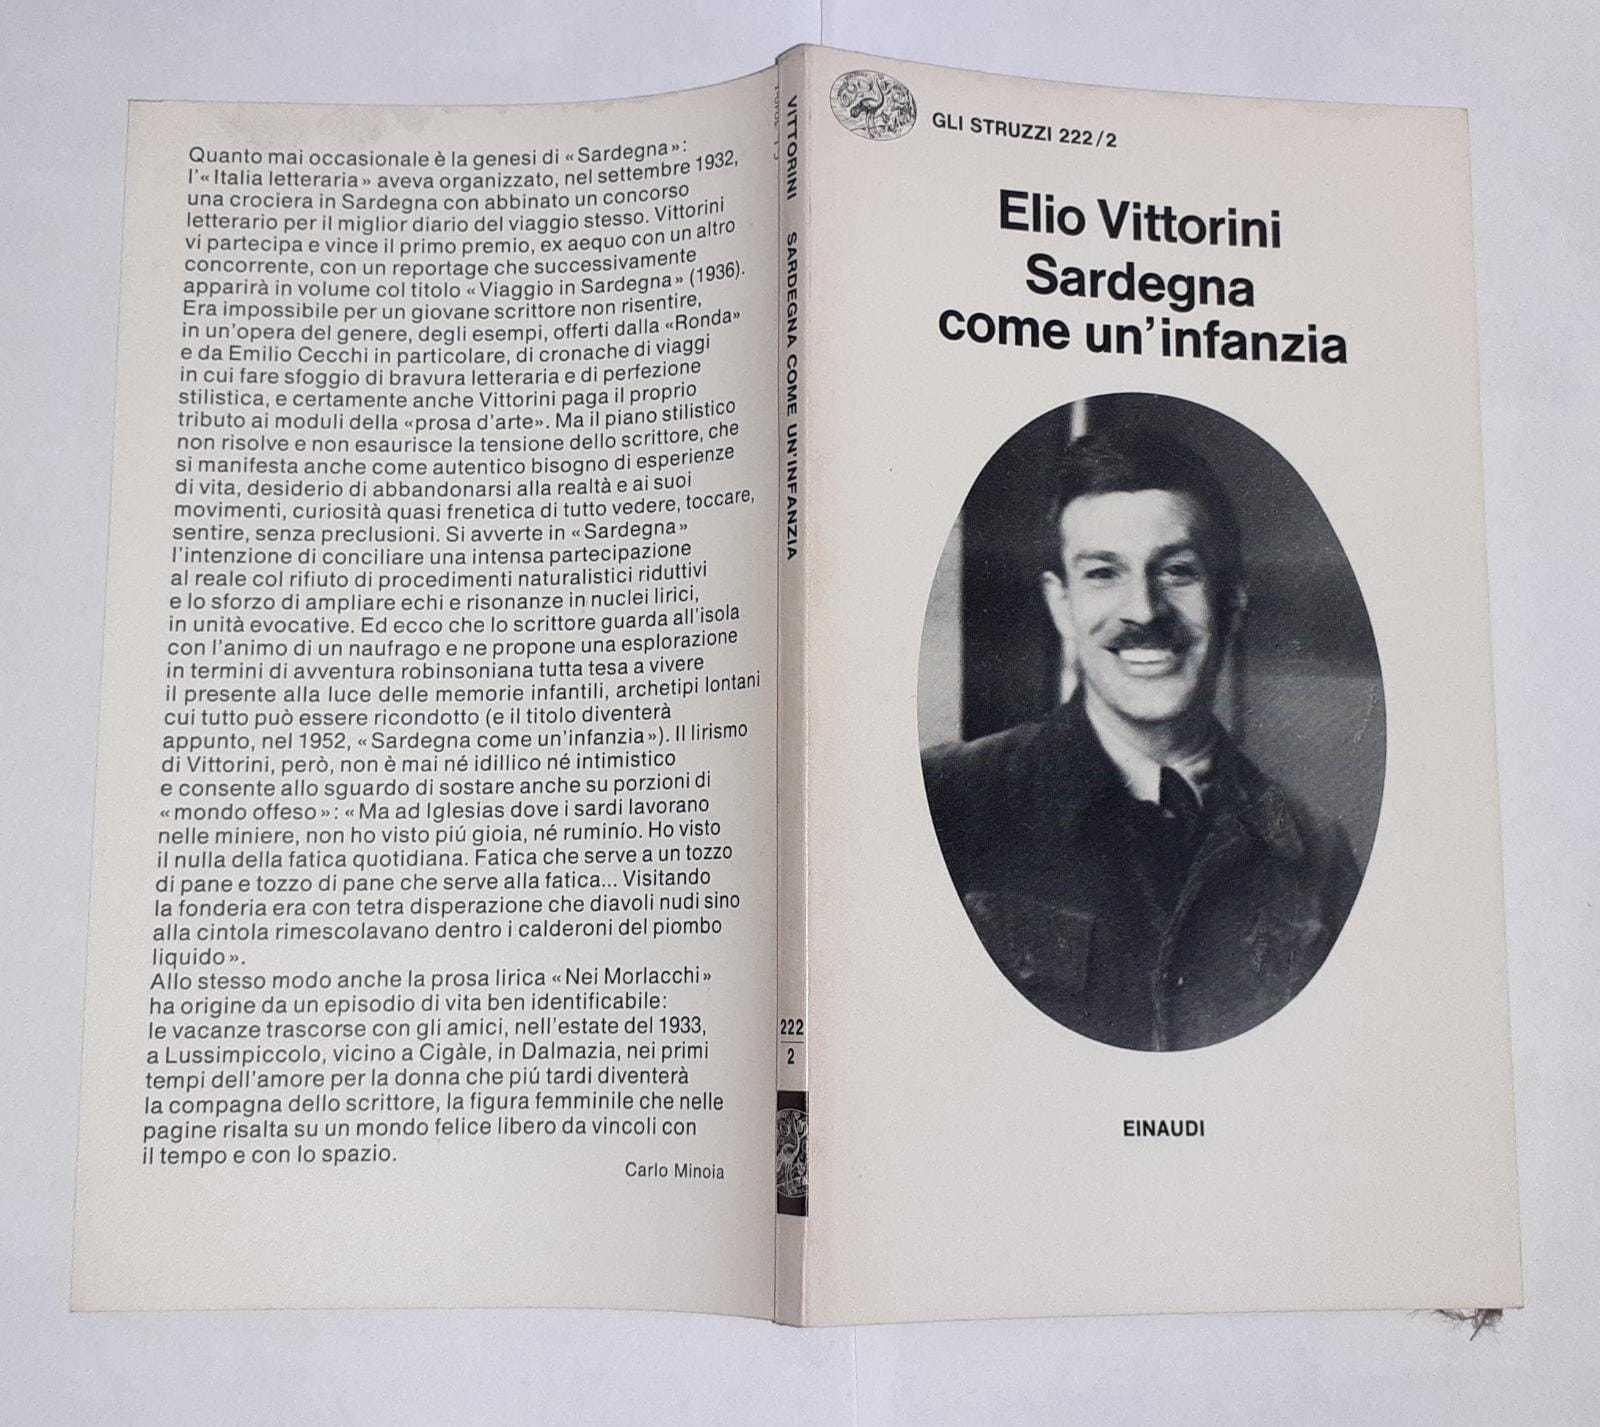 Quanto mai occasionale è la genesi di «Sardegna»:
l'«Italia letteraria» aveva organizzato, nel settembre 1932,
una crociera in Sardegna con abbinato un concorso
letterario per il miglior diario del viaggio stesso. Vittorini
vi partecipa e vince il primo premio, ex aequo con un altro
concorrente, con un reportage che successivamente
apparirà in volume col titolo «Viaggio in Sardegna» (1936).
Era impossibile per un giovane scrittore non risentire,
in un'opera del genere, degli esempi, offerti dalla «Ronda»
e da Emilio Cecchi in particolare, di cronache di viaggi
in cui fare sfoggio di bravura letteraria e di perfezione
stilistica, e certamente anche Vittorini paga il proprio
tributo ai moduli della «prosa d'arte». Ma il piano stilistico
non risolve e non esaurisce la tensione dello scrittore, che
si manifesta anche come autentico bisogno di esperienze
di vita, desiderio di abbandonarsi alla realtà e ai suoi
movimenti, curiosità quasi frenetica di tutto vedere, toccare,
sentire, senza preclusioni. Si avverte in «Sardegna»
l'intenzione di conciliare una intensa partecipazione
al reale col rifiuto di procedimenti naturalistici riduttivi
e lo sforzo di ampliare echi e risonanze in nuclei lirici,
in unità evocative. Ed ecco che lo scrittore guarda all'isola
con l'animo di un naufrago e ne propone una esplorazione
in termini di avventura robinsoniana tutta tesa a vivere
il presente alla luce delle memorie infantili, archetipi lontani
cui tutto può essere ricondotto (e il titolo diventerà
appunto, nel 1952, «Sardegna come un'infanzia»). Il lirismo
di Vittorini, però, non è mai né idillico né intimistico
e consente allo sguardo di sostare anche su porzioni di
«mondo offeso»: «Ma ad Iglesias dove i sardi lavorano
nelle miniere, non ho visto piú gioia, né ruminío. Ho visto
il nulla della fatica quotidiana. Fatica che serve a un tozzo
di pane e tozzo di pane che serve alla fatica... Visitando
la fonderia era con tetra disperazione che diavoli nudi sino
alla cintola rimescolavano dentro i calderoni del piombo
liquido».
Allo stesso modo anche la prosa lirica «Nei Morlacchi»
ha origine da un episodio di vita ben identificabile:
le vacanze trascorse con gli amici, nell'estate del 1933,
a Lussimpiccolo, vicino a Cigàle, in Dalmazia, nei primi
tempi dell'amore per la donna che piú tardi diventerà
la compagna dello scrittore, la figura femminile che nelle
pagine risalta su un mondo felice libero da vincoli con
il tempo e con lo spazio.
Carlo Minoia
VITTORINI SARDEGNA COME UN'INFANZIA
222
2
GLI STRUZZI 222/2
Elio Vittorini
Sardegna
come un'infanzia
EINAUDI